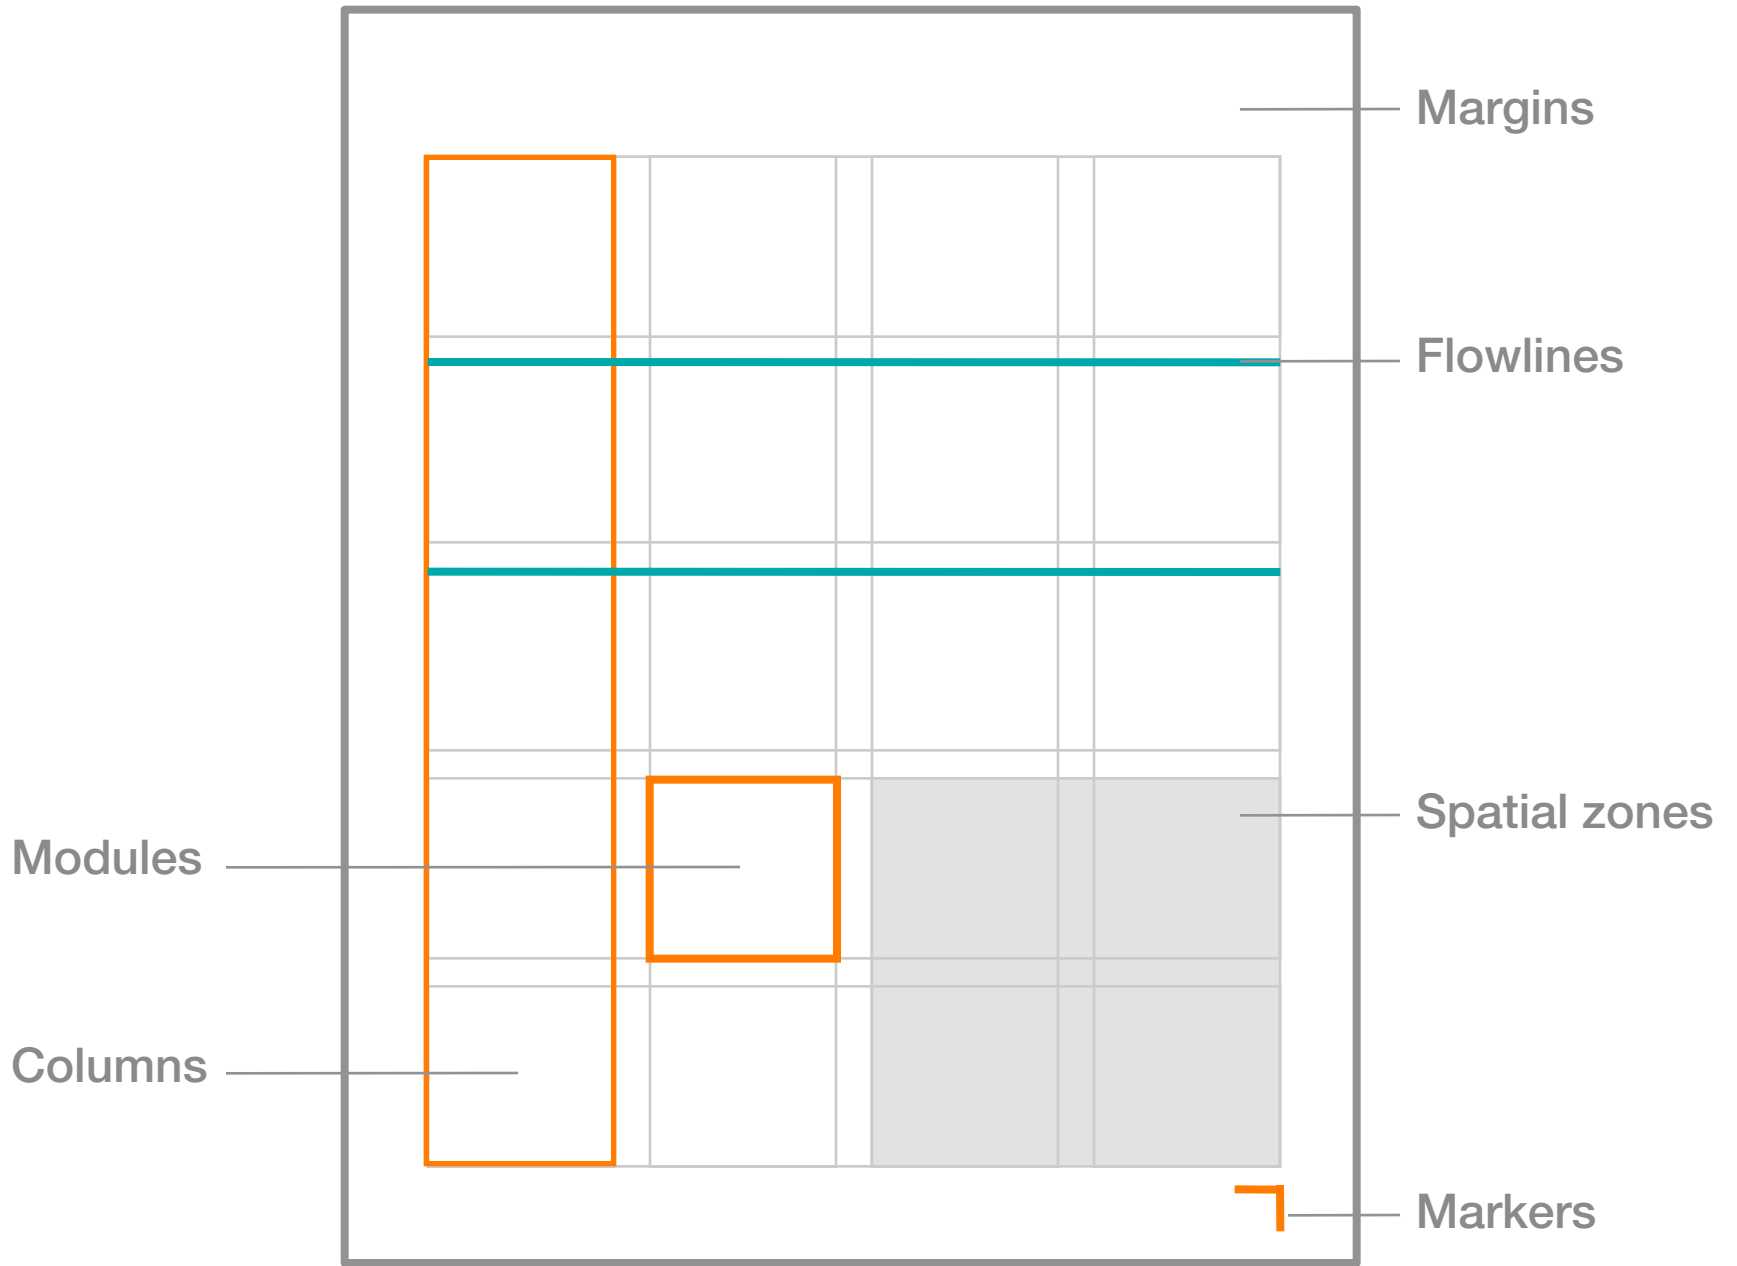 Margins
Flowlines
Spatial zones
Modules
Columns
Markers